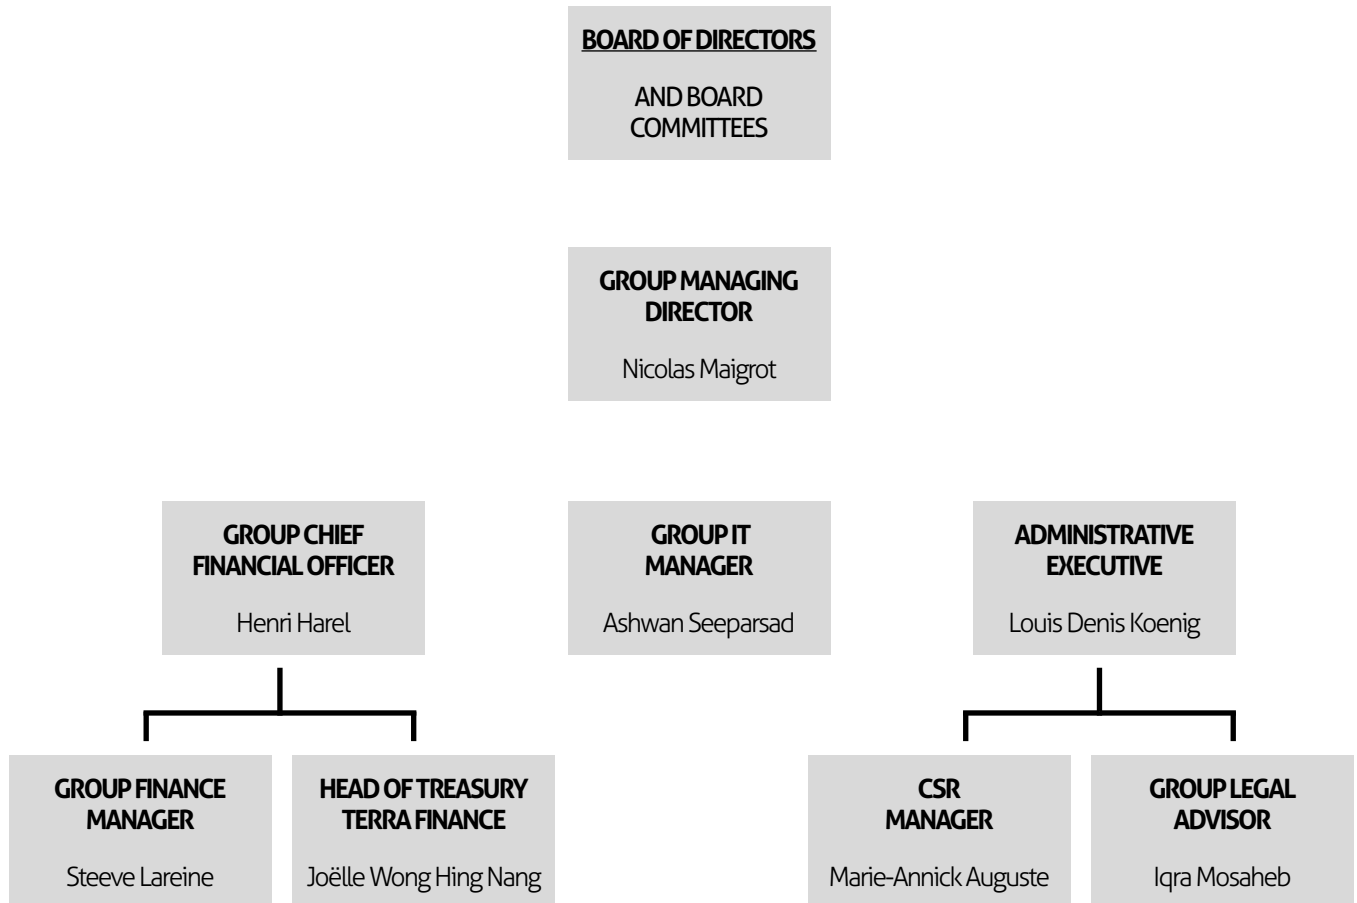 BOARD OF DIRECTORS
AND BOARD
COMMITTEES
GROUP MANAGING
DIRECTOR
Nicolas Maigrot
GROUP CHIEF
FINANCIAL OFFICER
Henri Harel
GROUP IT
MANAGER
Ashwan Seeparsad
ADMINISTRATIVE
EXECUTIVE
Louis Denis Koenig
GROUP FINANCE
MANAGER
Steeve Lareine
HEAD OF TREASURY
TERRA FINANCE
Joëlle Wong Hing Nang
CSR
MANAGER
Marie-Annick Auguste
GROUP LEGAL
ADVISOR
Iqra Mosaheb